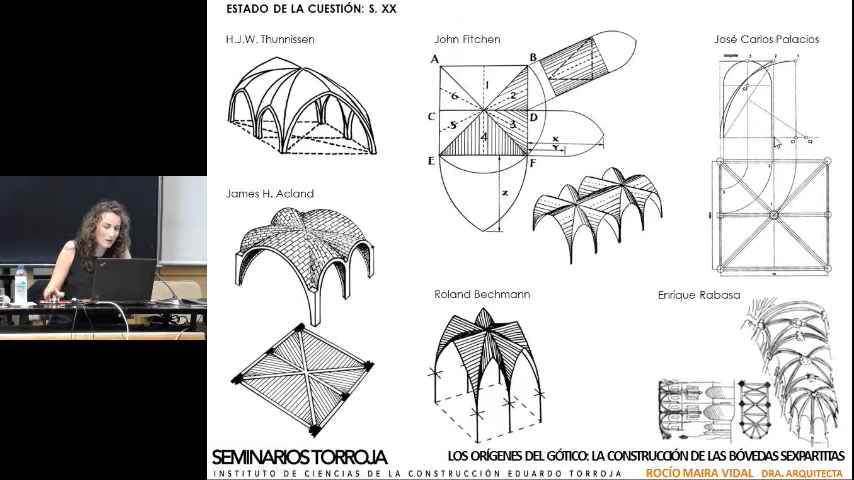 ESTADO DE LA CUESTIÓN: S. XX
H.J.W. Thunnissen
John Fitchen
José Carlos Palacios
A
B
1
6
2
C
D
5
3
4
X
Y
E
F
Z
James H. Acland
Roland Bechmann
Enrique Rabasa
SEMINARIOS TORROJA
LOS ORÍGENES DEL GÓTICO: LA CONSTRUCCIÓN DE LAS BÓVEDAS SEXPARTITAS
INSTITUTO DE CIENCIAS DE LA CONSTRUCCIÓN EDUARDO TORROJA
ROCÍO MAIRA VIDAL DRA. ARQUITECTA